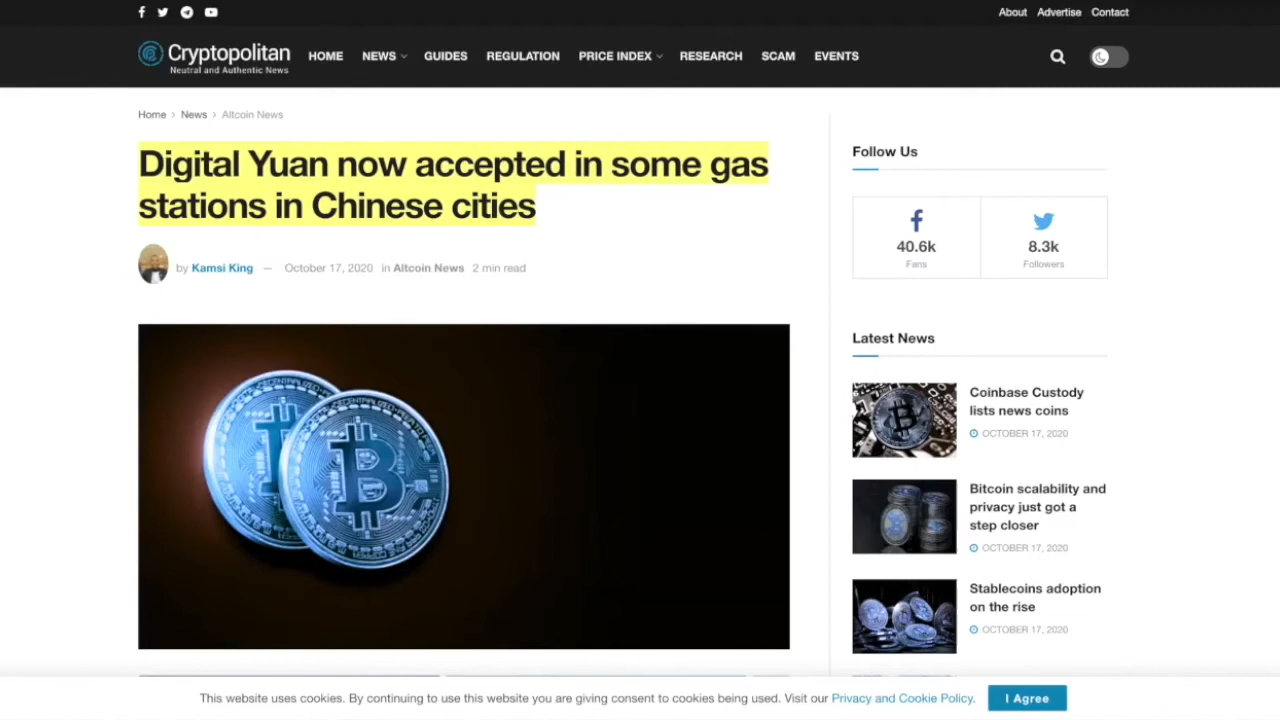 About Advertise Contact
Cryptopolitan
Neutral and Authentic News
HOME NEWS GUIDES REGULATION PRICE INDEX RESEARCH SCAM EVENTS
Home > News > Altcoin News
Digital Yuan now accepted in some gas
stations in Chinese cities
by Kamsi King — October 17, 2020 in Altcoin News 2 min read
Follow Us
40.6k
Fans
8.3k
Followers
Latest News
Coinbase Custody
lists news coins
OCTOBER 17, 2020
Bitcoin scalability and
privacy just got a
step closer
OCTOBER 17, 2020
Stablecoins adoption
on the rise
OCTOBER 17, 2020
This website uses cookies. By continuing to use this website you are giving consent to cookies being used. Visit our Privacy and Cookie Policy.
I Agree